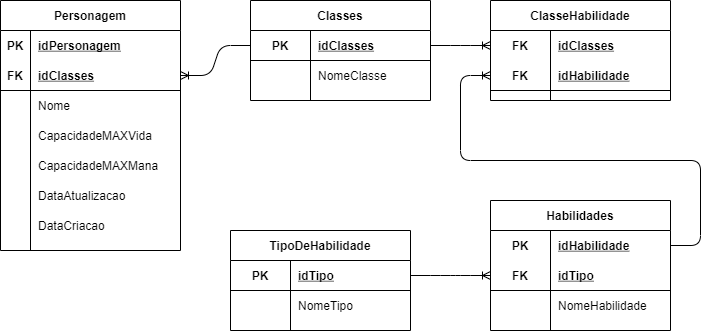 Personagem
PK idPersonagem
FK idClasses
Nome
CapacidadeMAXVida
CapacidadeMAXMana
DataAtualizacao
DataCriacao
Classes
PK idClasses
NomeClasse
ClasseHabilidade
FK idClasses
FK idHabilidade
TipoDeHabilidade
PK idTipo
NomeTipo
Habilidades
PK idHabilidade
FK idTipo
NomeHabilidade